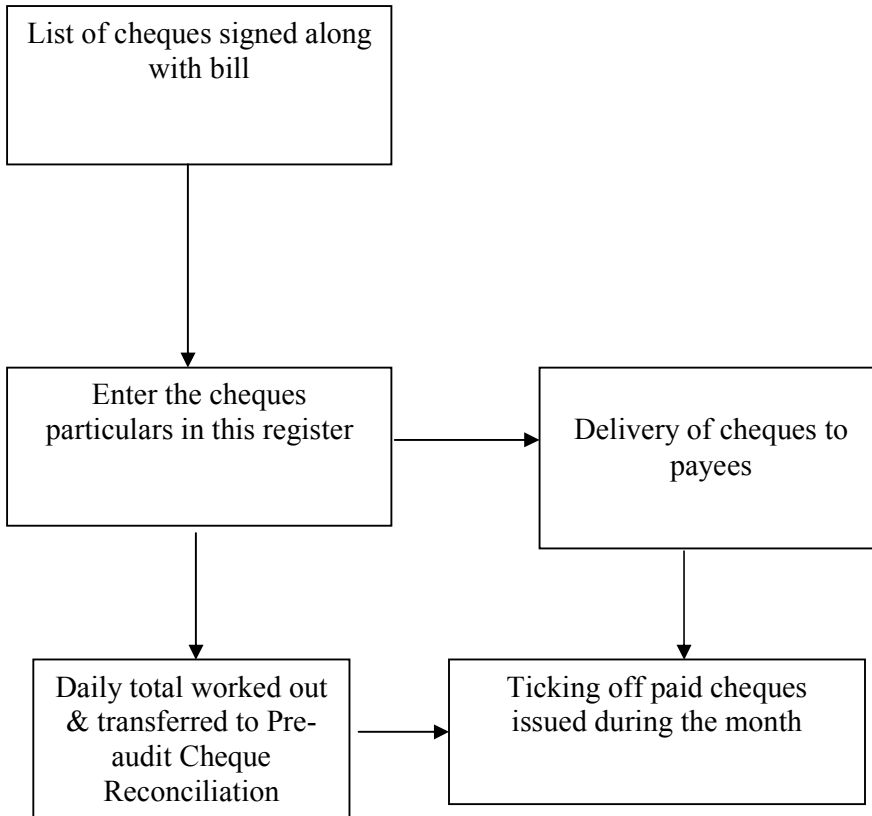 List of cheques signed along
with bill
Enter the cheques
particulars in this register
Delivery of cheques to
payees
Daily total worked out
& transferred to Pre-
audit Cheque
Reconciliation
Ticking off paid cheques
issued during the month